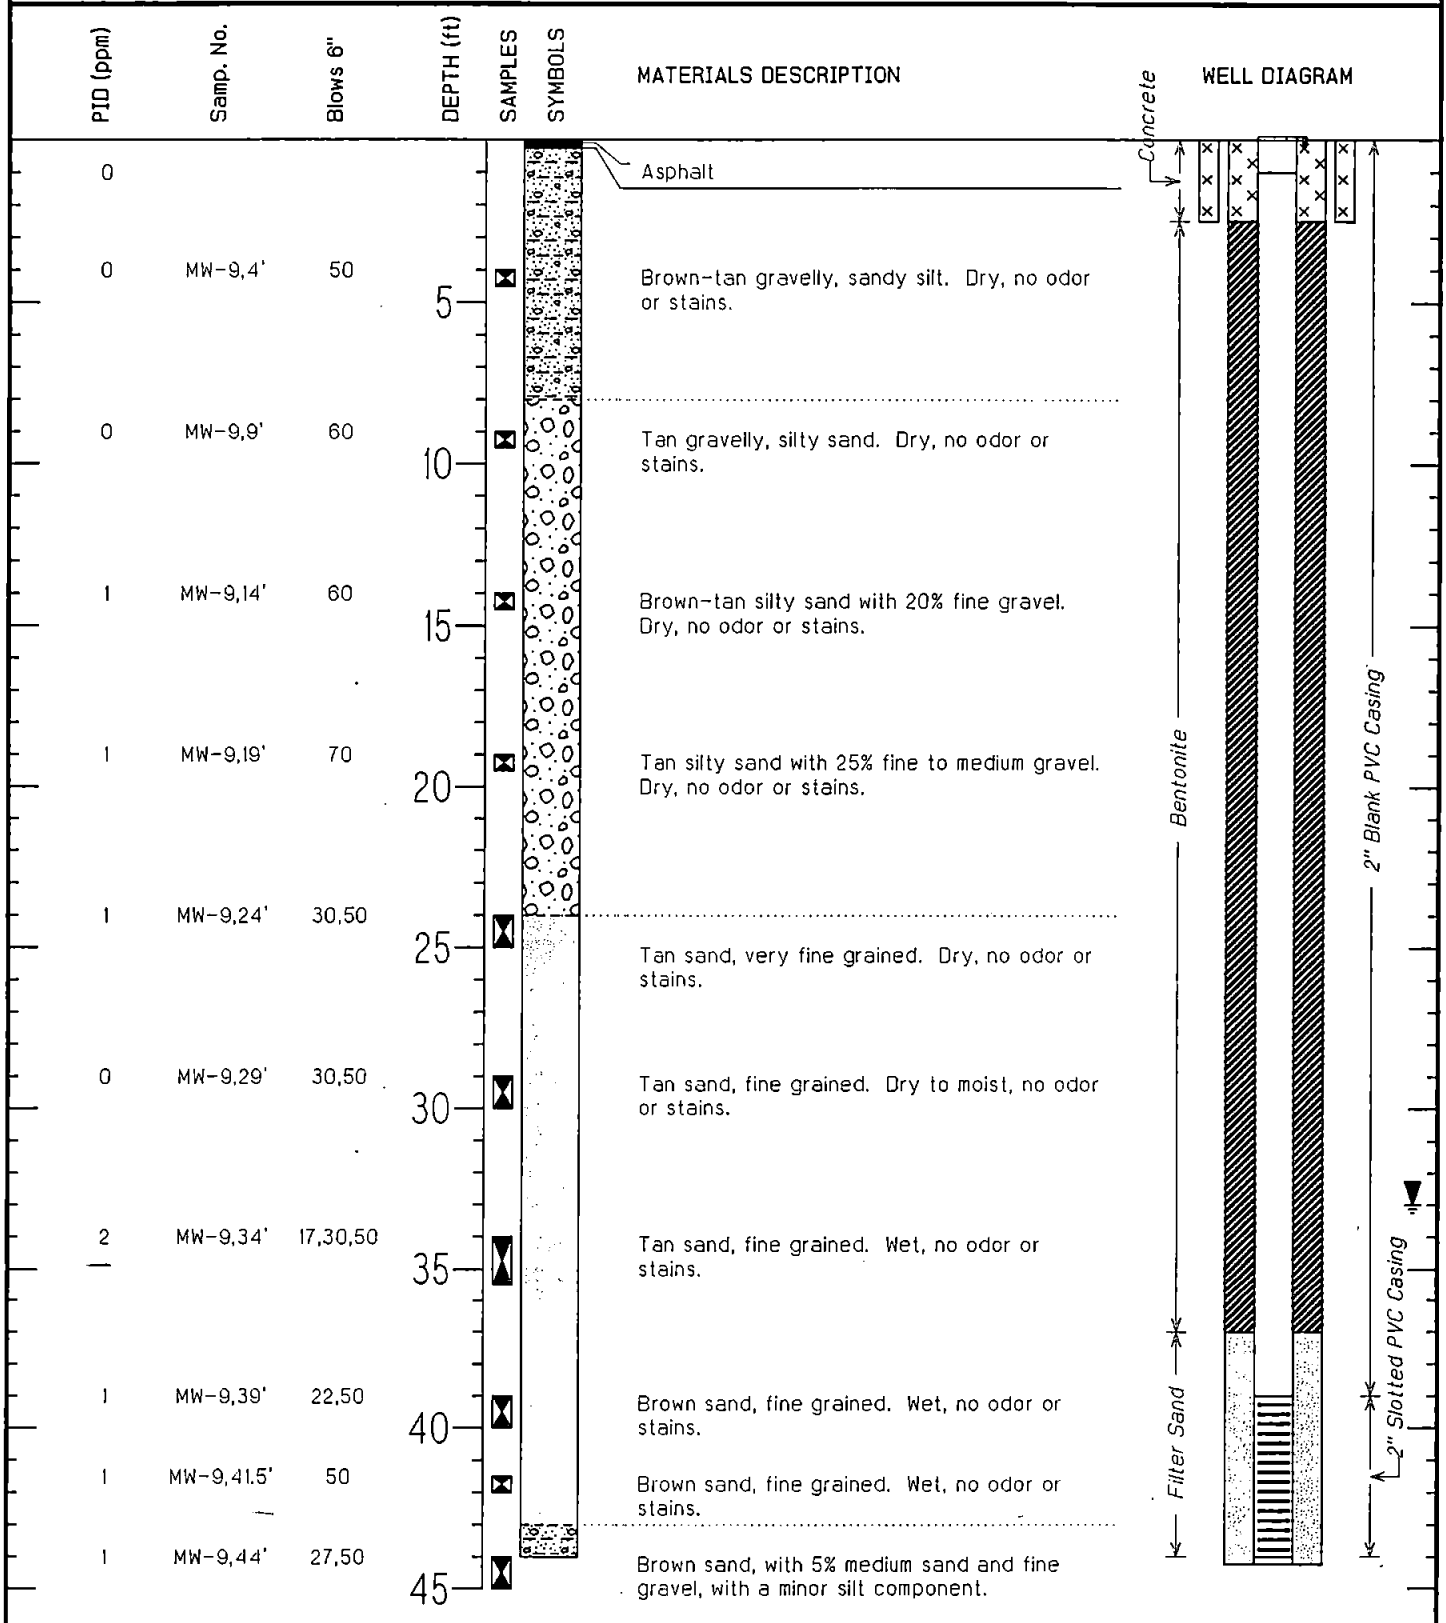 PID (ppm)
Samp. No.
Blows 6"
DEPTH (ft)
SAMPLES
SYMBOLS
MATERIALS DESCRIPTION
WELL DIAGRAM
Concrete
0
Asphalt
0 MW-9,4' 50
Brown-tan gravelly, sandy silt. Dry, no odor
or stains.
5
0 MW-9,9' 60
Tan gravelly, silty sand. Dry, no odor or
stains.
10
1 MW-9,14' 60
Brown-tan silty sand with 20% fine gravel.
Dry, no odor or stains.
15
1 MW-9,19' 70
Tan silty sand with 25% fine to medium gravel.
Dry, no odor or stains.
20
Bentonite
2" Blank PVC Casing
1 MW-9,24' 30,50
25
Tan sand, very fine grained. Dry, no odor or
stains.
0 MW-9,29' 30,50
Tan sand, fine grained. Dry to moist, no odor
or stains.
30
2 MW-9,34' 17,30,50
Tan sand, fine grained. Wet, no odor or
stains.
35
1 MW-9,39' 22,50
Brown sand, fine grained. Wet, no odor or
stains.
40
Filter Sand
2" Slotted PVC Casing
1 MW-9,41.5' 50
Brown sand, fine grained. Wet, no odor or
stains.
1 MW-9,44' 27,50
Brown sand, with 5% medium sand and fine
gravel, with a minor silt component.
45